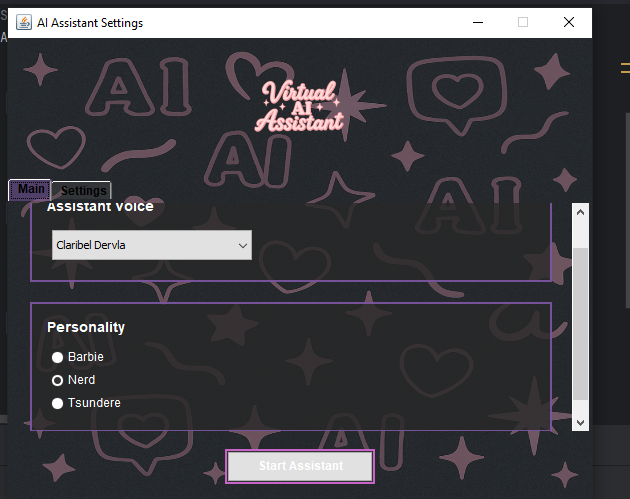 AI Assistant Settings
Virtual
AI
Assistant
Main
Settings
Assistant Voice
Claribel Dervla
Personality
Barbie
Nerd
Tsundere
Start Assistant
AI
AI
AI
AI
AI